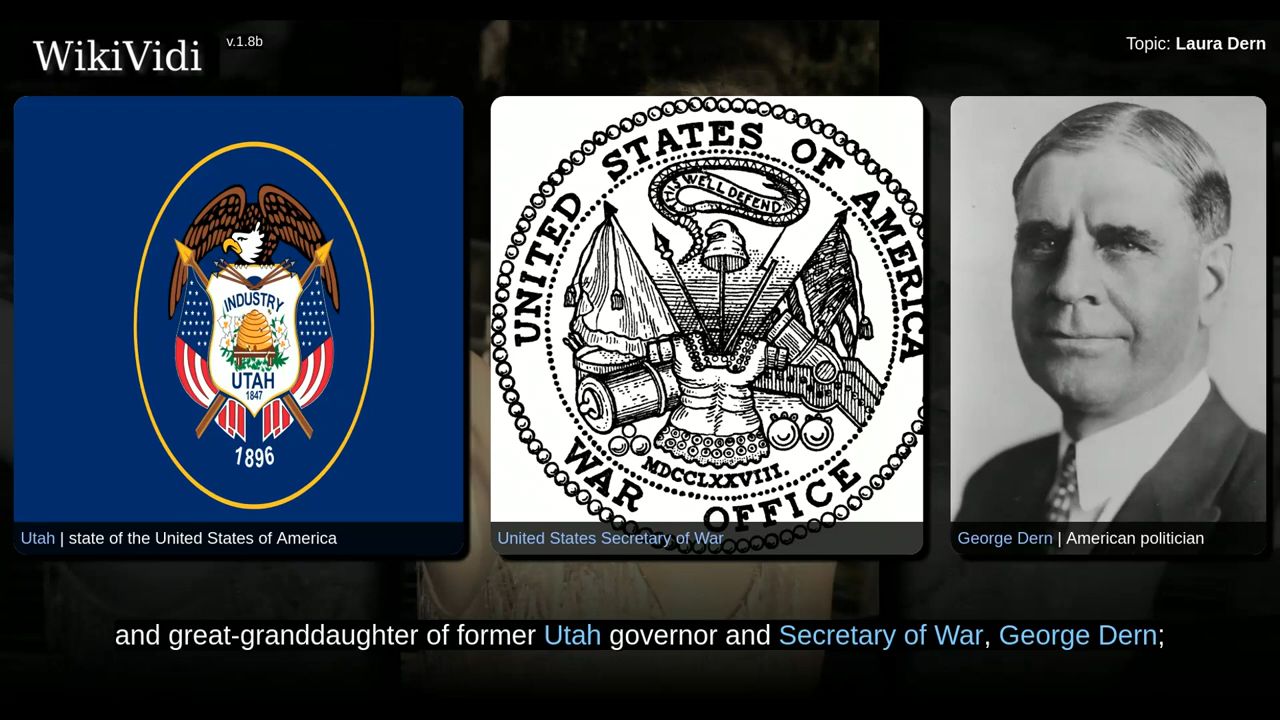 WikiVidi v.1.8b
Topic: Laura Dern
INDUSTRY
UTAH
1847
1896
Utah | state of the United States of America
UNITED STATES OF AMERICA
THIS WE'LL DEFEND
MDCCLXXVIII.
WAR OFFICE
United States Secretary of War
George Dern | American politician
and great-granddaughter of former Utah governor and Secretary of War, George Dern;